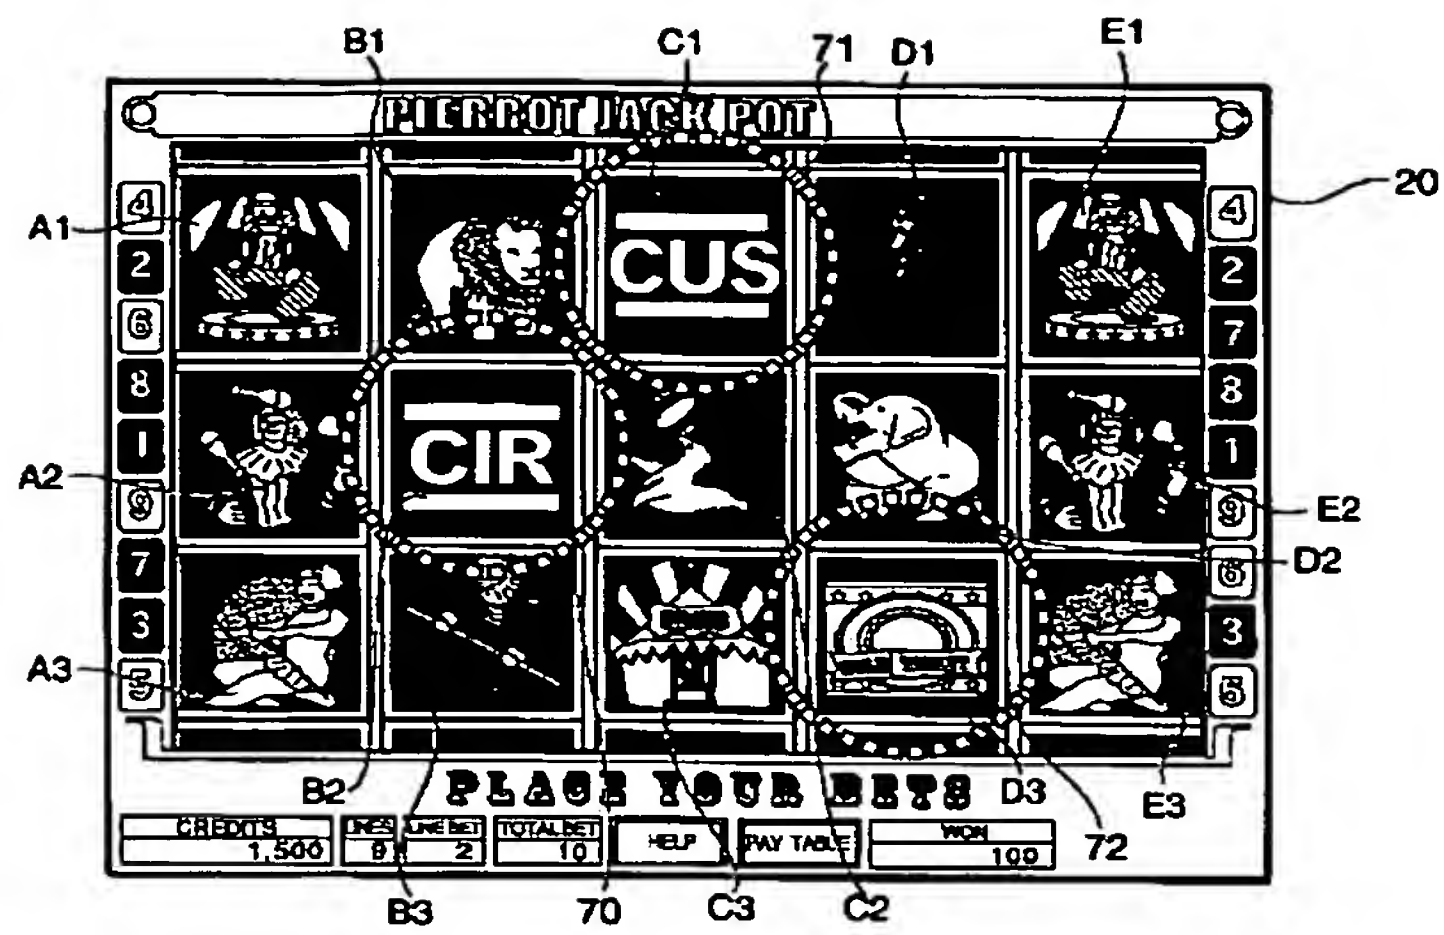 B1 C1 71 D1 E1
PIERROT JACK POT
20
A1 4 4
CUS
2 2
6 7
8 8
CIR
1 1
A2 9 9 E2
7 6 D2
3 3
A3 5 5
B2 PLACE YOUR BETS D3 E3
CREDITS LINES LINE BET TOTAL BET HELP PAY TABLE WON 72
1,500 9 2 10 100
B3 70 C3 C2